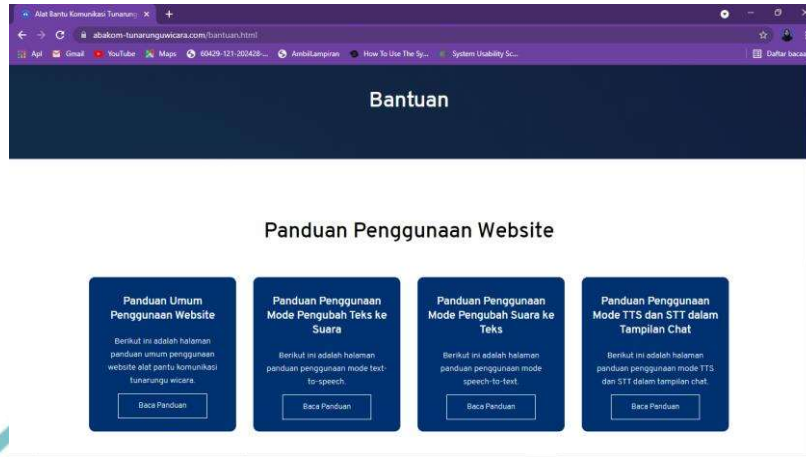 Alat Bantu Komunikasi Tunarung
abakom-tunarunguwicara.com/bantuan.html
Apl Gmail YouTube Maps 60429-121-202428-... AmbilLampiran How To Use The Sy... System Usability Sc... Daftar bacaan
Bantuan
Panduan Penggunaan Website
Panduan Umum
Penggunaan Website
Berikut ini adalah halaman
panduan umum penggunaan
website alat pantu komunikasi
tunarungu wicara.
Baca Panduan
Panduan Penggunaan
Mode Pengubah Teks ke
Suara
Berikut ini adalah halaman
panduan penggunaan mode text-
to-speech.
Baca Panduan
Panduan Penggunaan
Mode Pengubah Suara ke
Teks
Berikut ini adalah halaman
panduan penggunaan mode
speech-to-text.
Baca Panduan
Panduan Penggunaan
Mode TTS dan STT dalam
Tampilan Chat
Berikut ini adalah halaman
panduan penggunaan mode TTS
dan STT dalam tampilan chat.
Baca Panduan